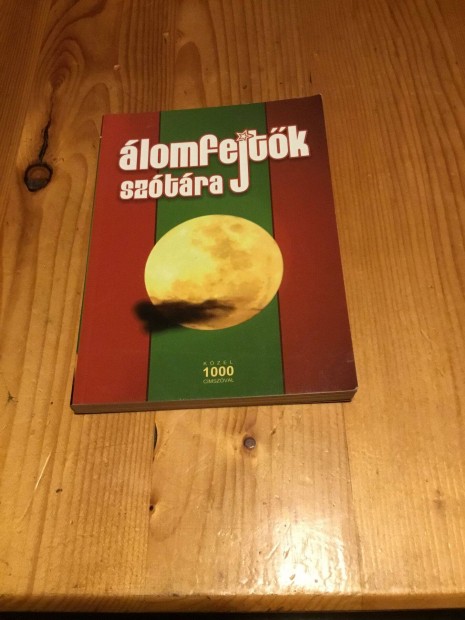 álomfejtők
szótára
KÖZEL
1000
CÍMSZÓVAL